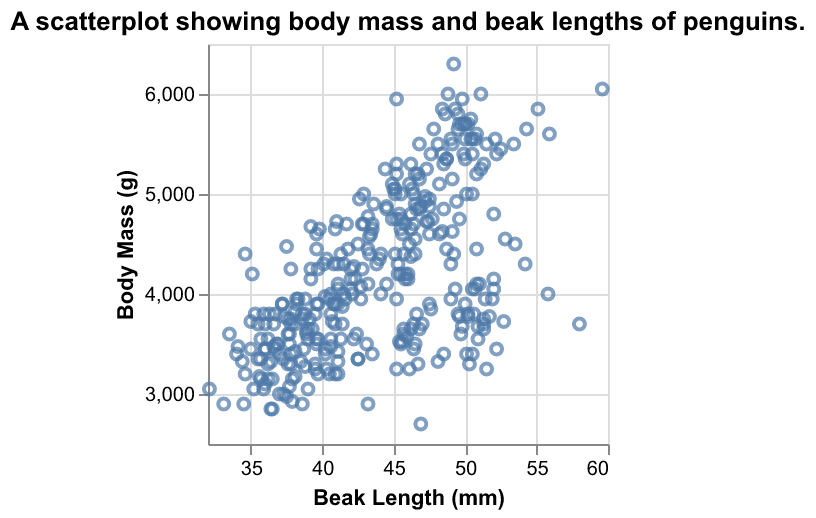 A scatterplot showing body mass and beak lengths of penguins.
6,000
5,000
4,000
3,000
Body Mass (g)
35 40 45 50 55 60
Beak Length (mm)